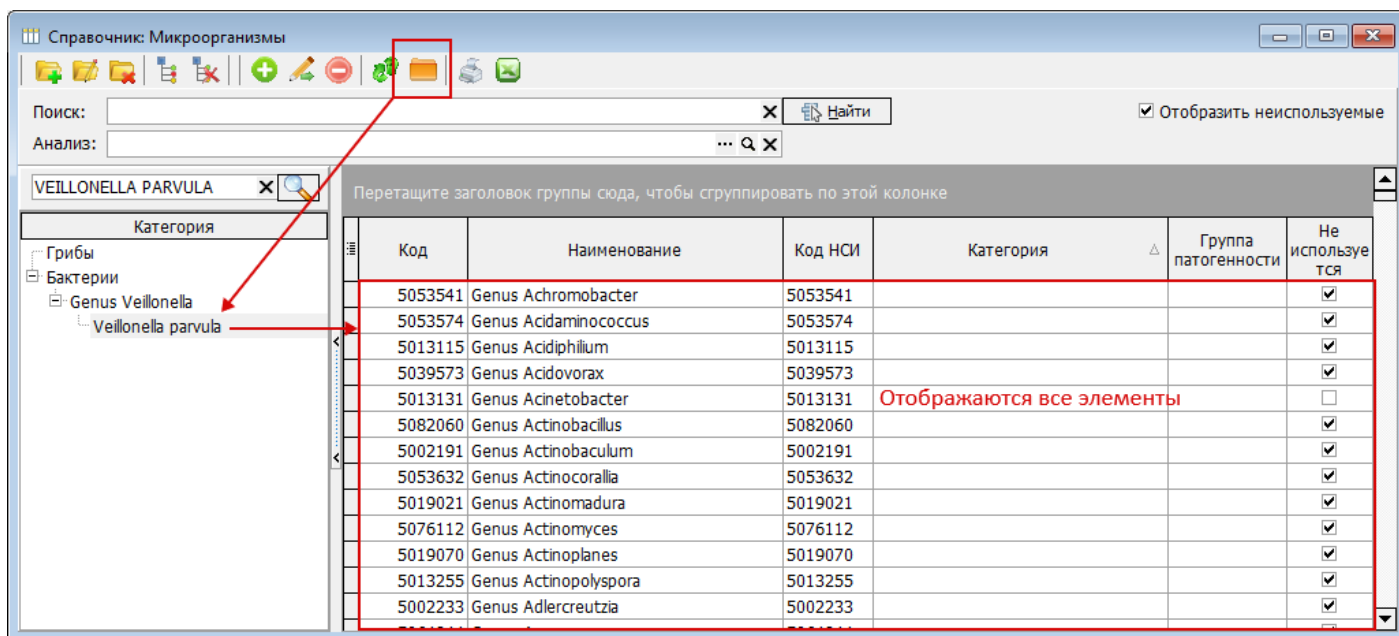 Справочник: Микроорганизмы
Поиск:
Найти
Отобразить неиспользуемые
Анализ:
VEILLONELLA PARVULA
Перетащите заголовок группы сюда, чтобы сгруппировать по этой колонке
Категория
Грибы
Бактерии
Genus Veillonella
Veillonella parvula
Код Наименование Код НСИ Категория Группа патогенности Не используется
5053541 Genus Achromobacter 5053541
5053574 Genus Acidaminococcus 5053574
5013115 Genus Acidiphilium 5013115
5039573 Genus Acidovorax 5039573
5013131 Genus Acinetobacter 5013131 Отображаются все элементы
5082060 Genus Actinobacillus 5082060
5002191 Genus Actinobaculum 5002191
5053632 Genus Actinocorallia 5053632
5019021 Genus Actinomadura 5019021
5076112 Genus Actinomyces 5076112
5019070 Genus Actinoplanes 5019070
5013255 Genus Actinopolyspora 5013255
5002233 Genus Adlercreutzia 5002233